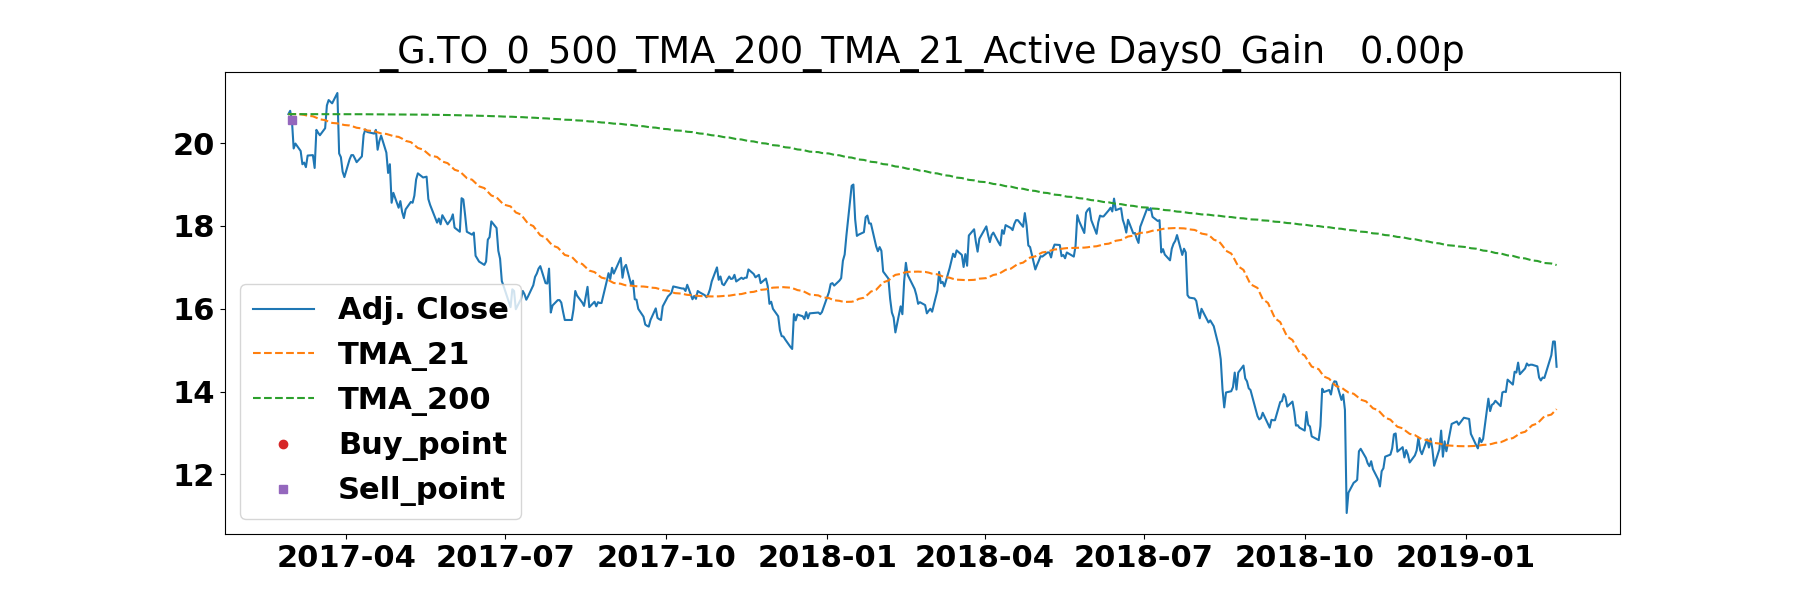 _G.TO_0_500_TMA_200_TMA_21_Active Days0_Gain   0.00p
20
18
16
14
12
Adj. Close
TMA_21
TMA_200
Buy_point
Sell_point
2017-04 2017-07 2017-10 2018-01 2018-04 2018-07 2018-10 2019-01